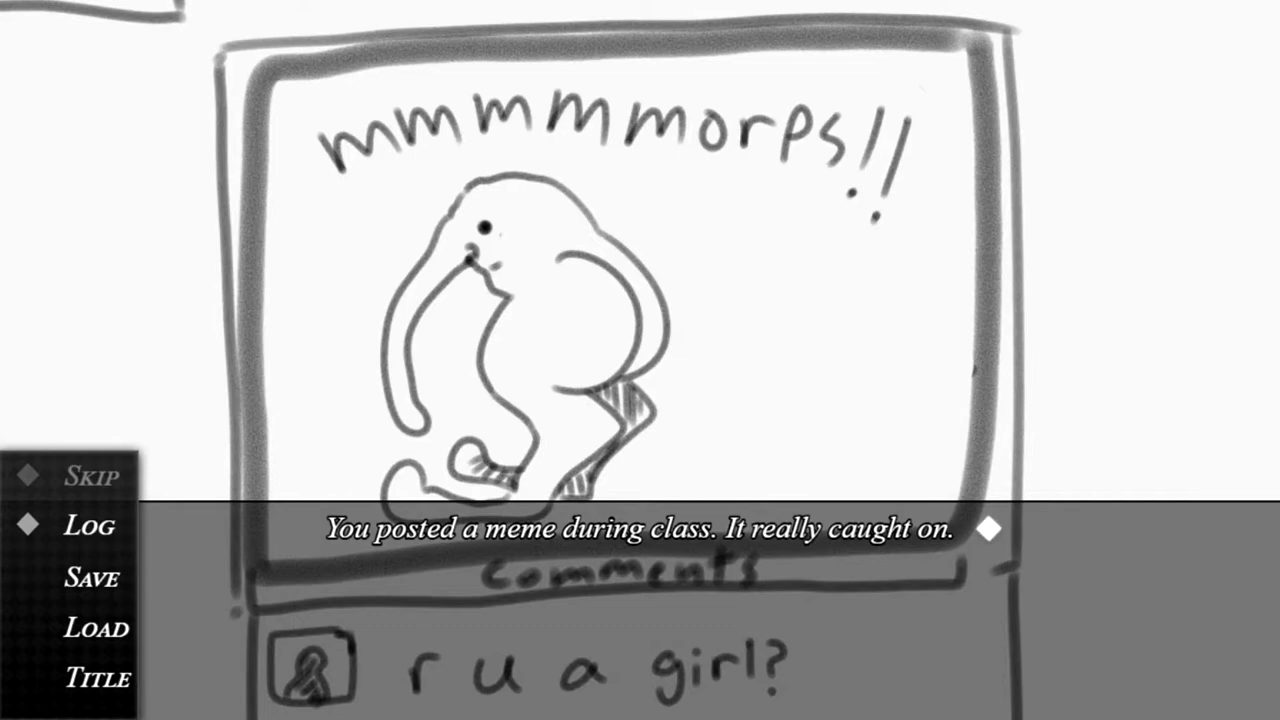 mmmmmorps!!
SKIP
LOG
SAVE
LOAD
TITLE
You posted a meme during class. It really caught on.
comments
r u a girl?